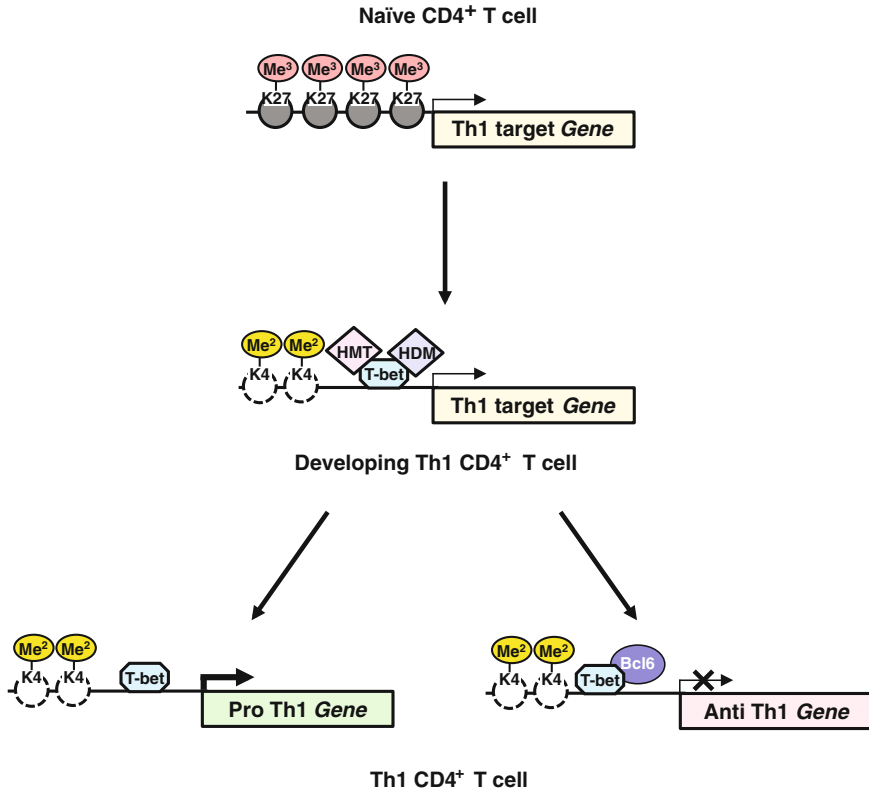 Naïve CD4⁺ T cell
Me³ Me³ Me³ Me³
K27 K27 K27 K27
Th1 target Gene
Me² Me² HMT HDM
K4 K4 T-bet
Th1 target Gene
Developing Th1 CD4⁺ T cell
Me² Me²
K4 K4 T-bet
Pro Th1 Gene
Me² Me² Bcl6
K4 K4 T-bet
Anti Th1 Gene
Th1 CD4⁺ T cell